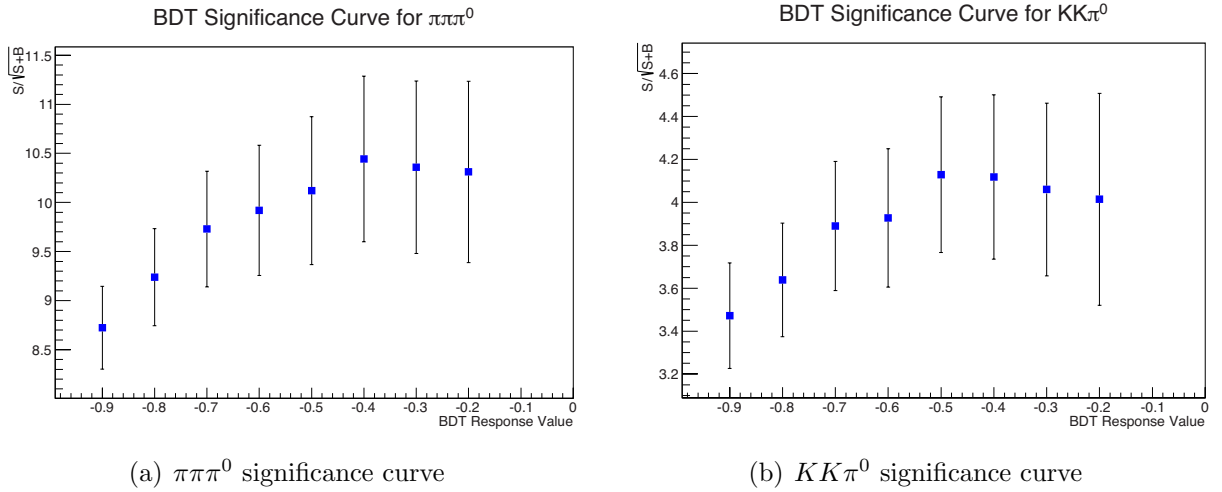 BDT Significance Curve for πππ⁰
S/√S+B
11.5
11
10.5
10
9.5
9
8.5
-0.9 -0.8 -0.7 -0.6 -0.5 -0.4 -0.3 -0.2 -0.1 0
BDT Response Value
(a) πππ⁰ significance curve
BDT Significance Curve for KKπ⁰
S/√S+B
4.6
4.4
4.2
4
3.8
3.6
3.4
3.2
-0.9 -0.8 -0.7 -0.6 -0.5 -0.4 -0.3 -0.2 -0.1 0
BDT Response Value
(b) KKπ⁰ significance curve